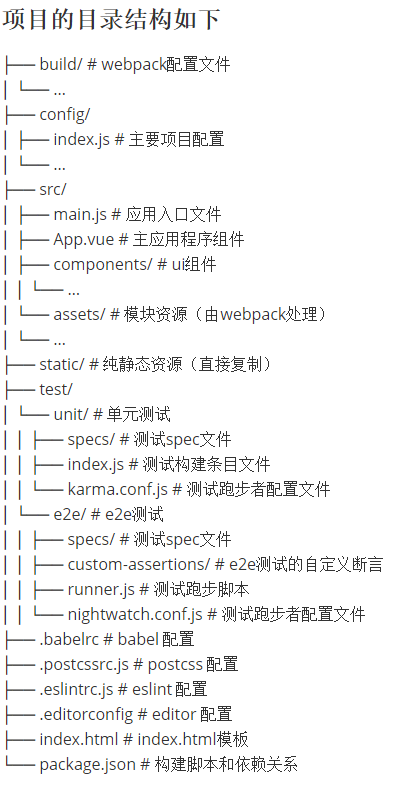 项目的目录结构如下
├── build/ # webpack配置文件
│ └── ...
├── config/
│ ├── index.js # 主要项目配置
│ └── ...
├── src/
│ ├── main.js # 应用入口文件
│ ├── App.vue # 主应用程序组件
│ ├── components/ # ui组件
│ │ └── ...
│ └── assets/ # 模块资源（由webpack处理）
│ └── ...
├── static/ # 纯静态资源（直接复制）
├── test/
│ └── unit/ # 单元测试
│ │ ├── specs/ # 测试spec文件
│ │ ├── index.js # 测试构建条目文件
│ │ └── karma.conf.js # 测试跑步者配置文件
│ └── e2e/ # e2e测试
│ │ ├── specs/ # 测试spec文件
│ │ ├── custom-assertions/ # e2e测试的自定义断言
│ │ ├── runner.js # 测试跑步脚本
│ │ └── nightwatch.conf.js # 测试跑步者配置文件
├── .babelrc # babel 配置
├── .postcssrc.js # postcss 配置
├── .eslintrc.js # eslint 配置
├── .editorconfig # editor 配置
├── index.html # index.html模板
└── package.json # 构建脚本和依赖关系